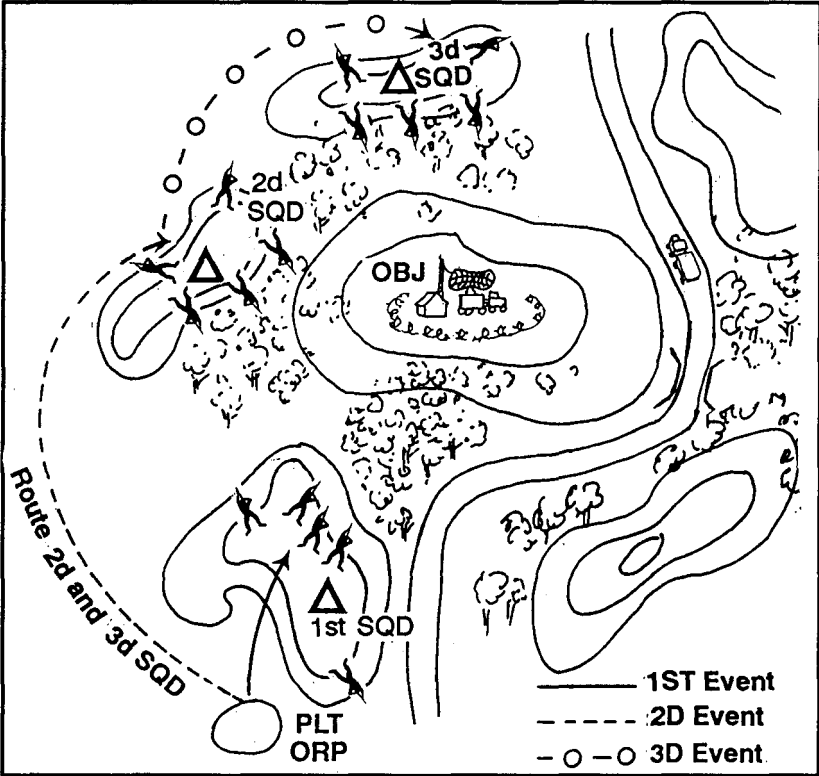 3d
SQD
2d
SQD
OBJ
Route 2d and 3d SQD
1st SQD
PLT
ORP
1ST Event
2D Event
3D Event